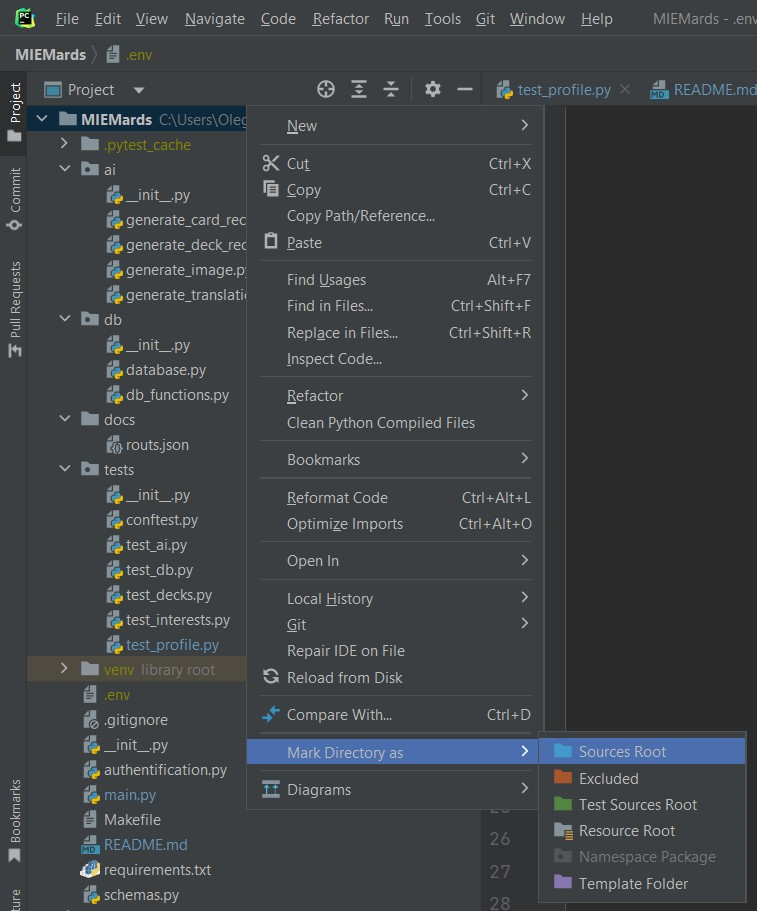 PC File Edit View Navigate Code Refactor Run Tools Git Window Help MIEMards - .env
MIEMards .env
Project
Commit
Pull Requests
Bookmarks
Project
test_profile.py README.md
MIEMards C:\Users\Oleg
.pytest_cache
ai
__init__.py
generate_card_rec
generate_deck_rec
generate_image.py
generate_translati
db
__init__.py
database.py
db_functions.py
docs
routs.json
tests
__init__.py
conftest.py
test_ai.py
test_db.py
test_decks.py
test_interests.py
test_profile.py
venv library root
.env
.gitignore
__init__.py
authentification.py
main.py
Makefile
MD README.md
requirements.txt
schemas.py
New
Cut Ctrl+X
Copy Ctrl+C
Copy Path/Reference...
Paste Ctrl+V
Find Usages Alt+F7
Find in Files... Ctrl+Shift+F
Replace in Files... Ctrl+Shift+R
Inspect Code...
Refactor
Clean Python Compiled Files
Bookmarks
Reformat Code Ctrl+Alt+L
Optimize Imports Ctrl+Alt+O
Open In
Local History
Git
Repair IDE on File
Reload from Disk
Compare With... Ctrl+D
Mark Directory as
Diagrams
Sources Root
Excluded
Test Sources Root
Resource Root
Namespace Package
Template Folder
26
27
28